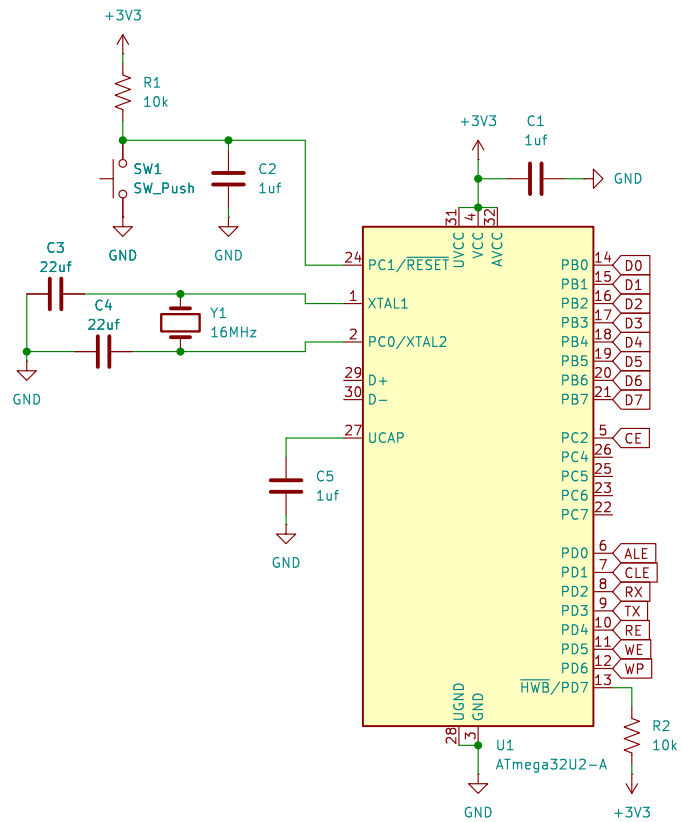 +3V3
R1
10k
SW1
SW_Push
GND
C2
1uf
GND
+3V3
C1
1uf
GND
C3
22uf
C4
22uf
Y1
16MHz
GND
C5
1uf
GND
31
4
32
UVCC
VCC
AVCC
24 PC1/RESET
1 XTAL1
2 PC0/XTAL2
29 D+
30 D-
27 UCAP
PB0 14 D0
PB1 15 D1
PB2 16 D2
PB3 17 D3
PB4 18 D4
PB5 19 D5
PB6 20 D6
PB7 21 D7
PC2 5 CE
PC4 26
PC5 25
PC6 23
PC7 22
PD0 6 ALE
PD1 7 CLE
PD2 8 RX
PD3 9 TX
PD4 10 RE
PD5 11 WE
PD6 12 WP
HWB/PD7 13
UGND
GND
28
3
U1
ATmega32U2-A
GND
R2
10k
+3V3